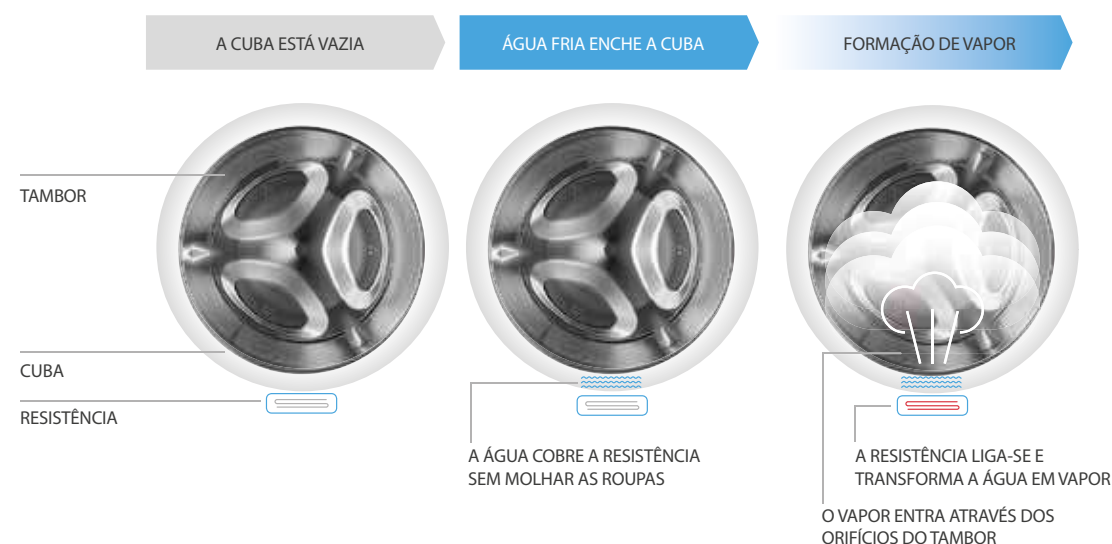 A CUBA ESTÁ VAZIA
ÁGUA FRIA ENCHE A CUBA
FORMAÇÃO DE VAPOR
TAMBOR
CUBA
RESISTÊNCIA
A ÁGUA COBRE A RESISTÊNCIA
SEM MOLHAR AS ROUPAS
A RESISTÊNCIA LIGA-SE E
TRANSFORMA A ÁGUA EM VAPOR
O VAPOR ENTRA ATRAVÉS DOS
ORIFÍCIOS DO TAMBOR